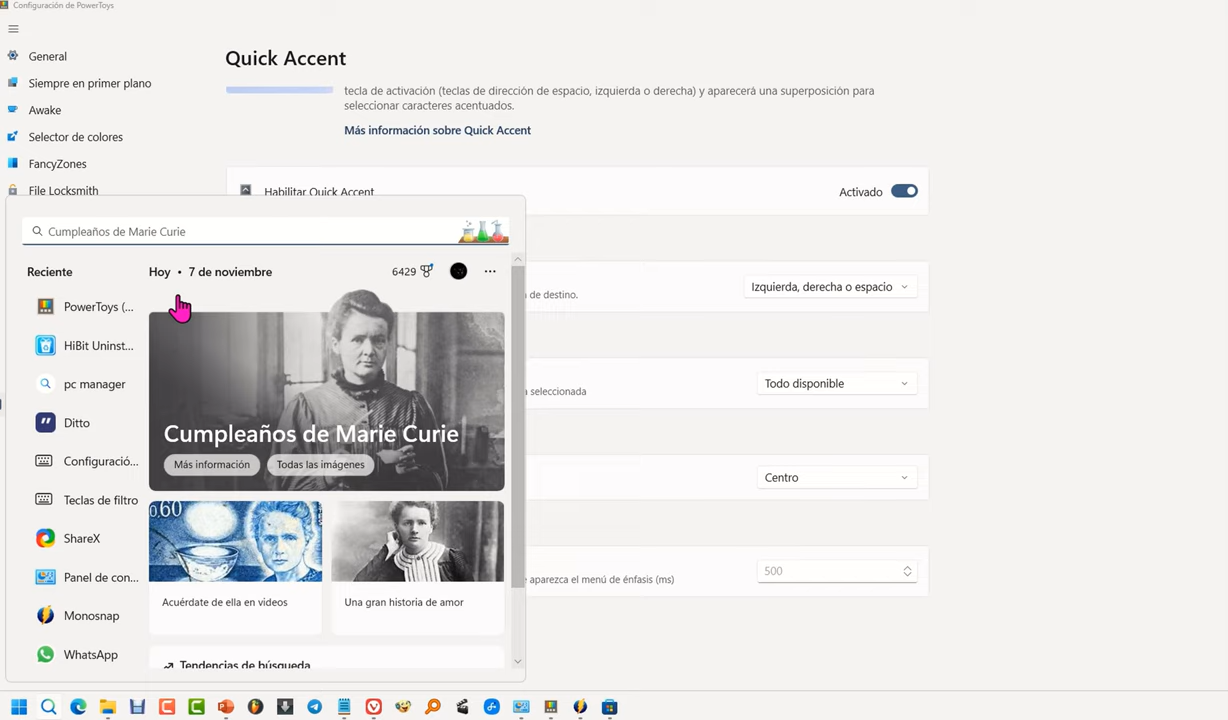 Configuración de PowerToys
General
Siempre en primer plano
Awake
Selector de colores
FancyZones
File Locksmith
Quick Accent
tecla de activación (teclas de dirección de espacio, izquierda o derecha) y aparecerá una superposición para
seleccionar caracteres acentuados.
Más información sobre Quick Accent
Habilitar Quick Accent
Activado
de destino.
Izquierda, derecha o espacio
a seleccionada
Todo disponible
Centro
e aparezca el menú de énfasis (ms)
500
Cumpleaños de Marie Curie
Reciente
PowerToys (...
HiBit Uninst...
pc manager
Ditto
Configuració...
Teclas de filtro
ShareX
Panel de con...
Monosnap
WhatsApp
Hoy • 7 de noviembre
6429
Cumpleaños de Marie Curie
Más información
Todas las imágenes
0,60
Acuérdate de ella en videos
Una gran historia de amor
Tendencias de búsqueda